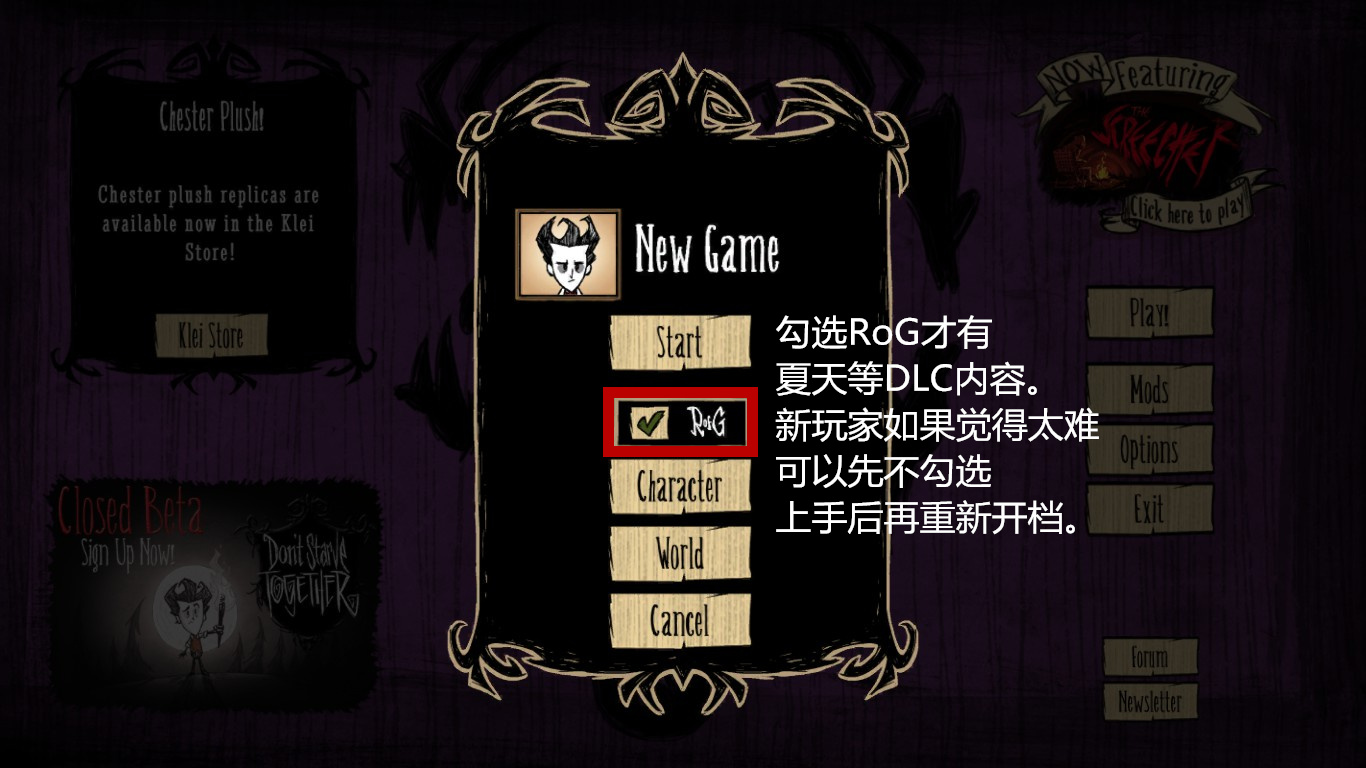 Chester Plush!
Chester plush replicas are
available now in the Klei
Store!
Klei Store
Closed Beta
Sign Up Now!
Don't Starve
TOGETHER
New Game
Start
RoG
Character
World
Cancel
勾选RoG才有
夏天等DLC内容。
新玩家如果觉得太难
可以先不勾选
上手后再重新开档。
NOW Featuring
THE
SCREECHER
Click here to play
Play!
Mods
Options
Exit
Forum
Newsletter